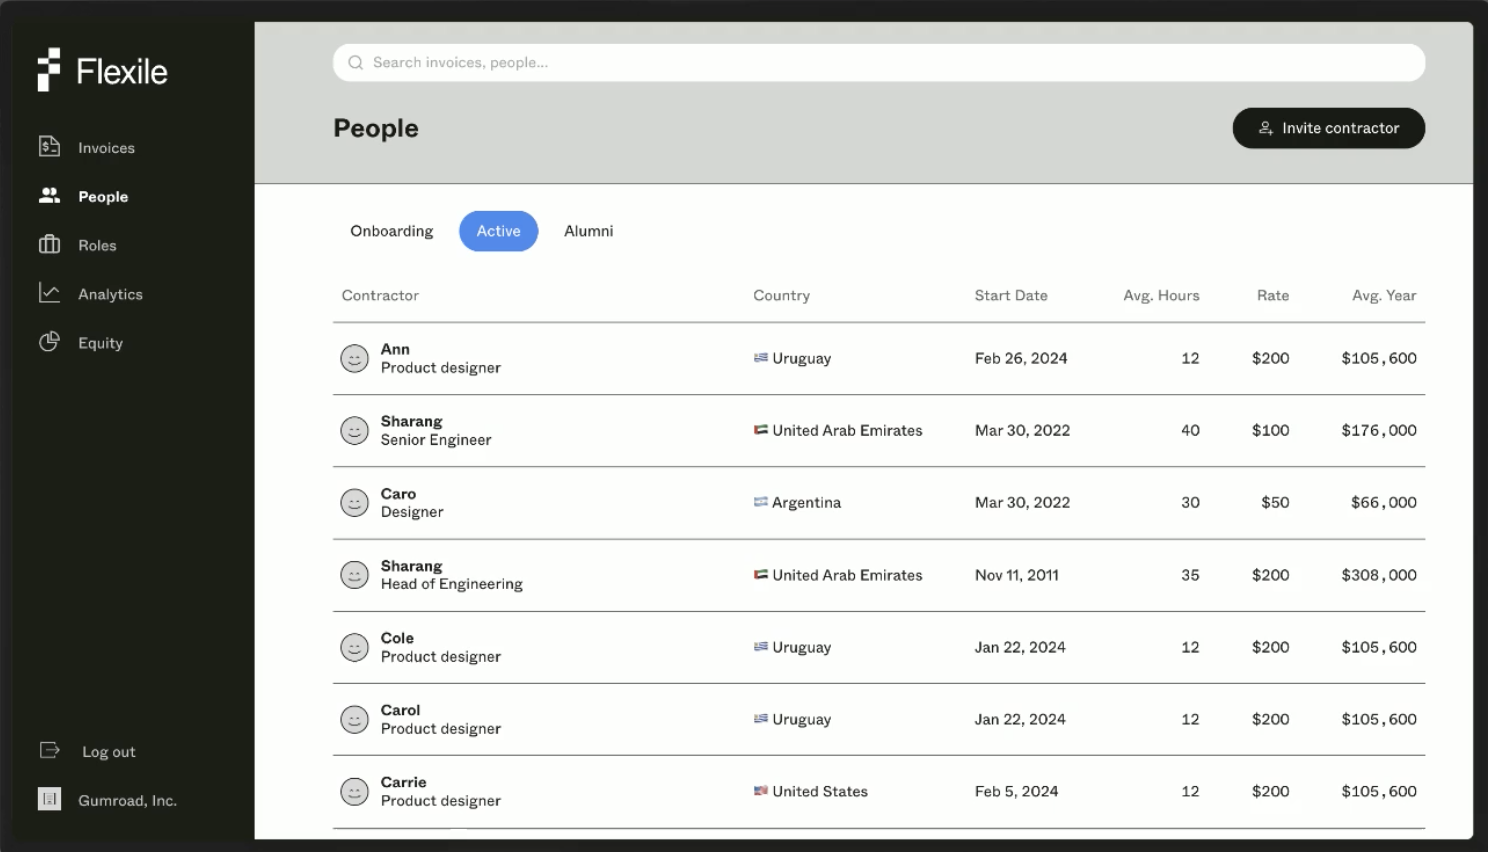 Flexile
Invoices
People
Roles
Analytics
Equity
Log out
Gumroad, Inc.
Search invoices, people...
People
Invite contractor
Onboarding Active Alumni
Contractor Country Start Date Avg. Hours Rate Avg. Year
Ann
Product designer
Uruguay Feb 26, 2024 12 $200 $105,600
Sharang
Senior Engineer
United Arab Emirates Mar 30, 2022 40 $100 $176,000
Caro
Designer
Argentina Mar 30, 2022 30 $50 $66,000
Sharang
Head of Engineering
United Arab Emirates Nov 11, 2011 35 $200 $308,000
Cole
Product designer
Uruguay Jan 22, 2024 12 $200 $105,600
Carol
Product designer
Uruguay Jan 22, 2024 12 $200 $105,600
Carrie
Product designer
United States Feb 5, 2024 12 $200 $105,600